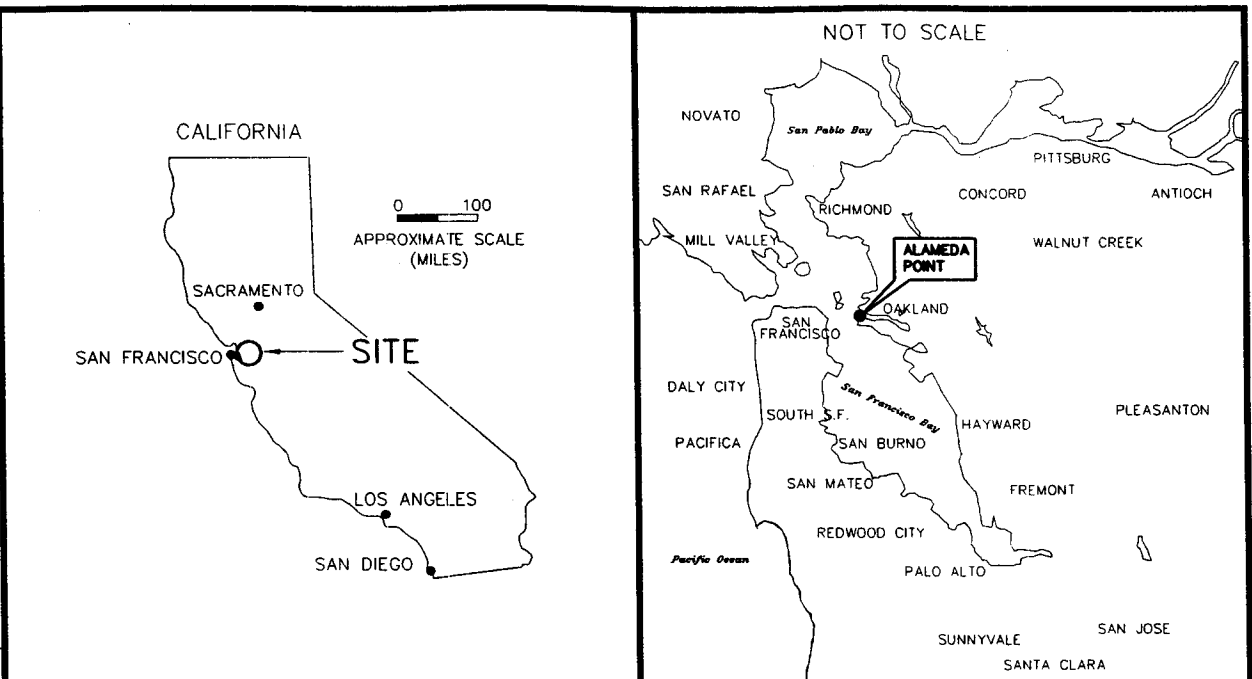 CALIFORNIA
0 100
APPROXIMATE SCALE
(MILES)
SACRAMENTO
SAN FRANCISCO
SITE
LOS ANGELES
SAN DIEGO
NOT TO SCALE
NOVATO
San Pablo Bay
PITTSBURG
SAN RAFAEL
CONCORD
ANTIOCH
RICHMOND
MILL VALLEY
WALNUT CREEK
ALAMEDA
POINT
OAKLAND
SAN
FRANCISCO
DALY CITY
San Francisco Bay
SOUTH S.F.
HAYWARD
PLEASANTON
PACIFICA
SAN BURNO
SAN MATEO
FREMONT
REDWOOD CITY
Pacific Ocean
PALO ALTO
SAN JOSE
SUNNYVALE
SANTA CLARA